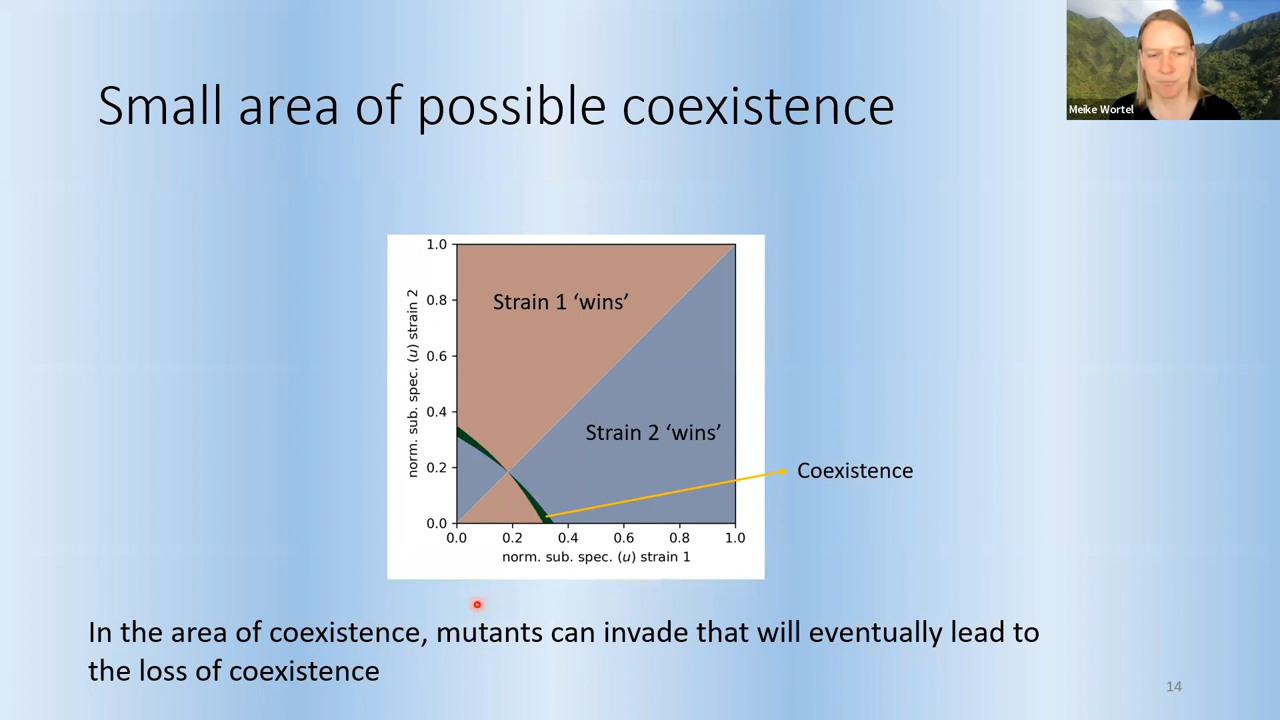 Meike Wortel
Small area of possible coexistence
1.0
0.8
0.6
0.4
0.2
0.0
norm. sub. spec. (u) strain 2
Strain 1 ‘wins’
Strain 2 ‘wins’
Coexistence
0.0 0.2 0.4 0.6 0.8 1.0
norm. sub. spec. (u) strain 1
In the area of coexistence, mutants can invade that will eventually lead to
the loss of coexistence
14